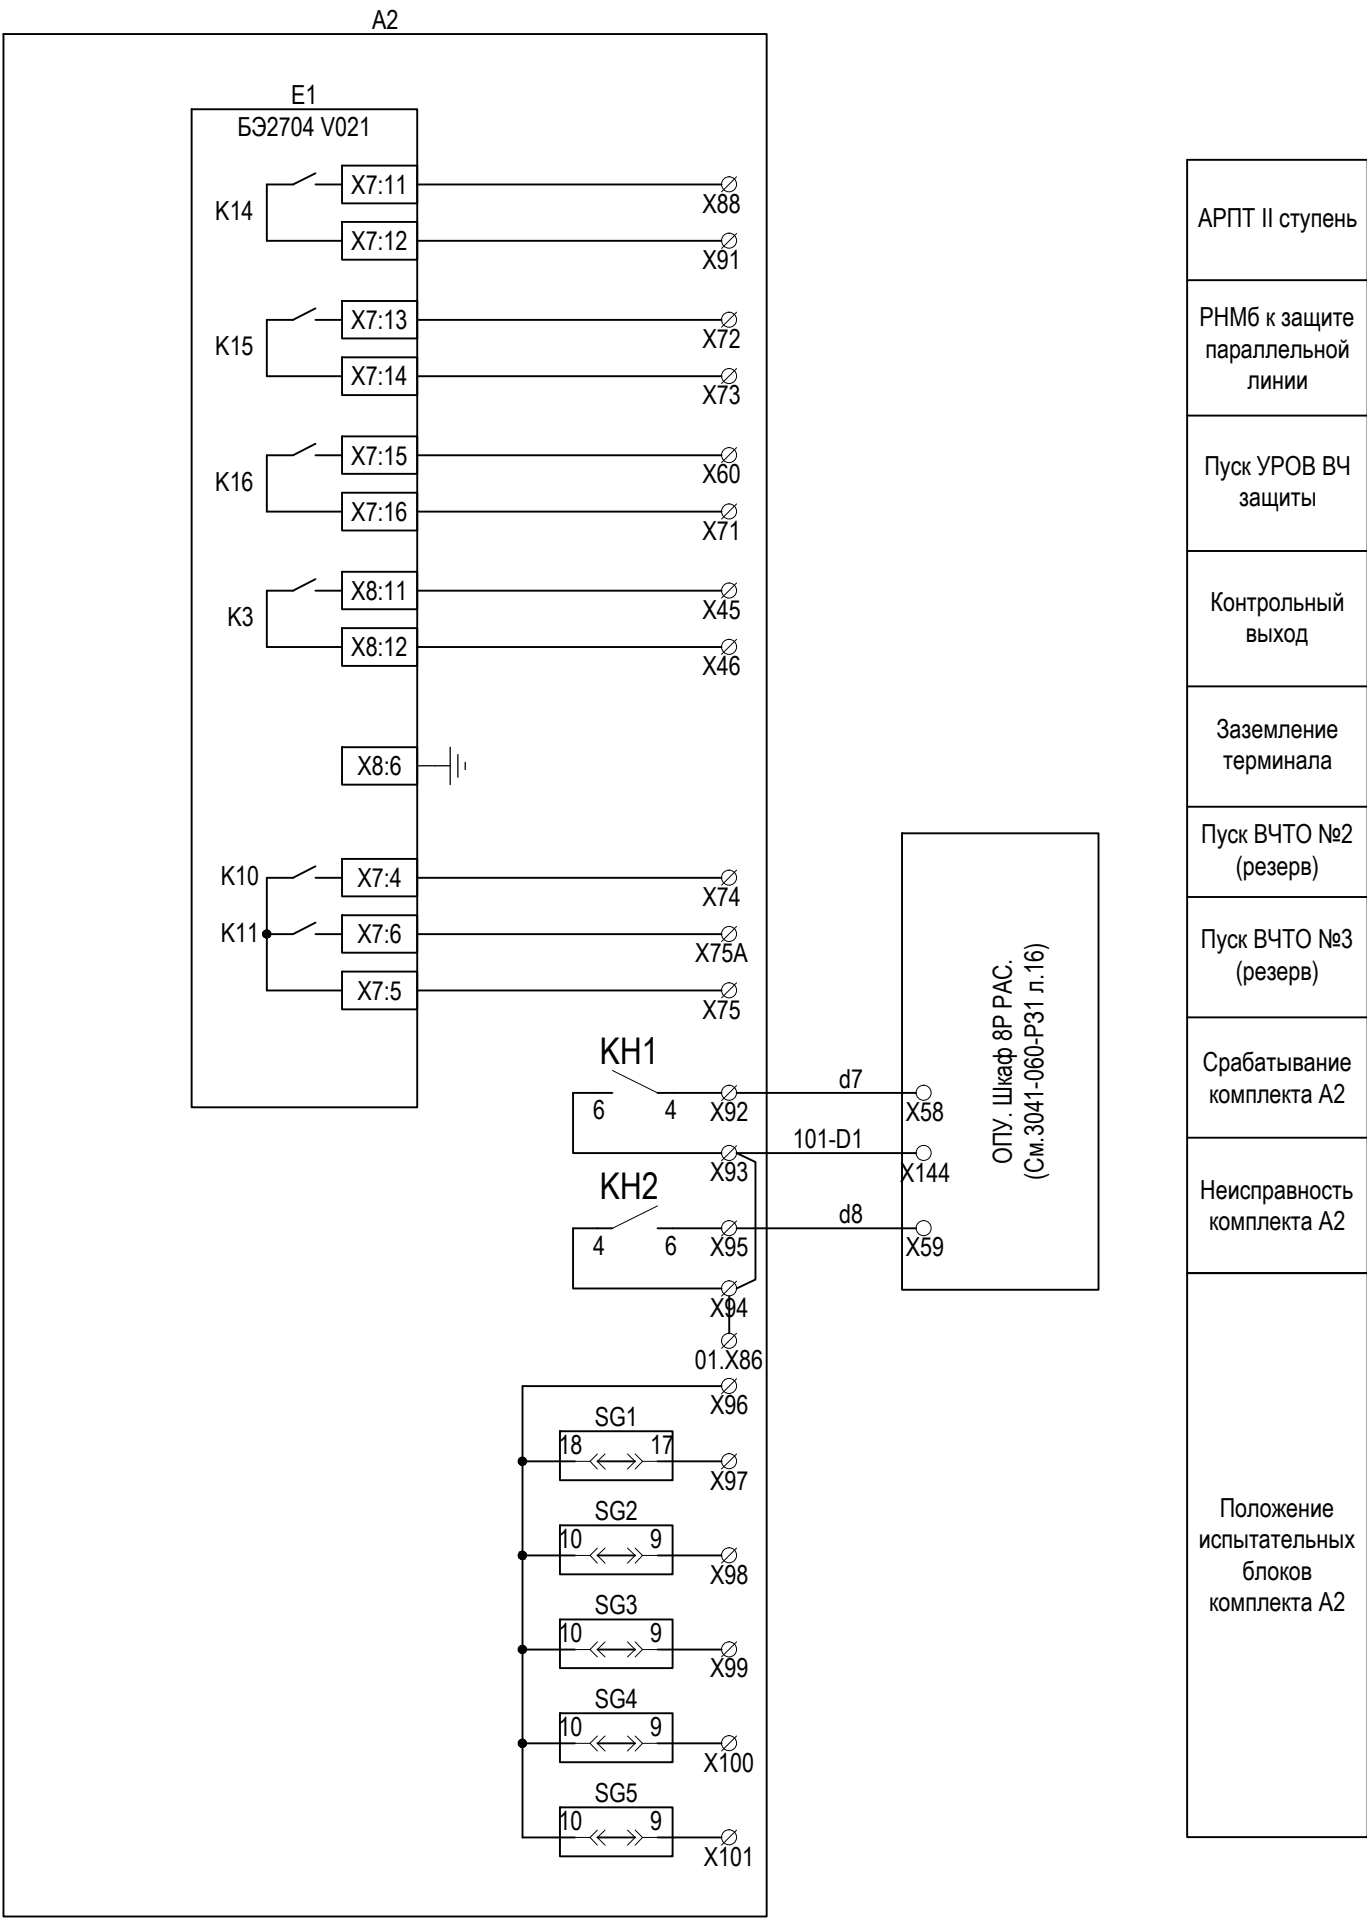 A2
E1
БЭ2704 V021
K14
X7:11
X88
X7:12
X91
K15
X7:13
X72
X7:14
X73
K16
X7:15
X60
X7:16
X71
K3
X8:11
X45
X8:12
X46
X8:6
K10
X7:4
X74
K11
X7:6
X75A
X7:5
X75
KH1
6
4
X92
d7
X58
X93
101-D1
X144
KH2
4
6
X95
d8
X59
X94
01.X86
X96
ОПУ. Шкаф 8Р РАС.
(См.3041-060-РЗ1 л.16)
SG1
18
17
X97
SG2
10
9
X98
SG3
10
9
X99
SG4
10
9
X100
SG5
10
9
X101
АРПТ II ступень
РНМб к защите
параллельной
линии
Пуск УРОВ ВЧ
защиты
Контрольный
выход
Заземление
терминала
Пуск ВЧТО №2
(резерв)
Пуск ВЧТО №3
(резерв)
Срабатывание
комплекта А2
Неисправность
комплекта А2
Положение
испытательных
блоков
комплекта А2